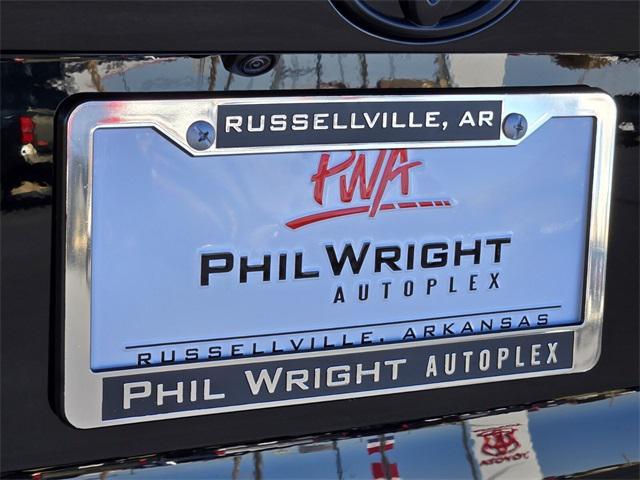 RUSSELLVILLE, AR
PWA
PHIL WRIGHT
AUTOPLEX
RUSSELLVILLE, ARKANSAS
PHIL WRIGHT AUTOPLEX